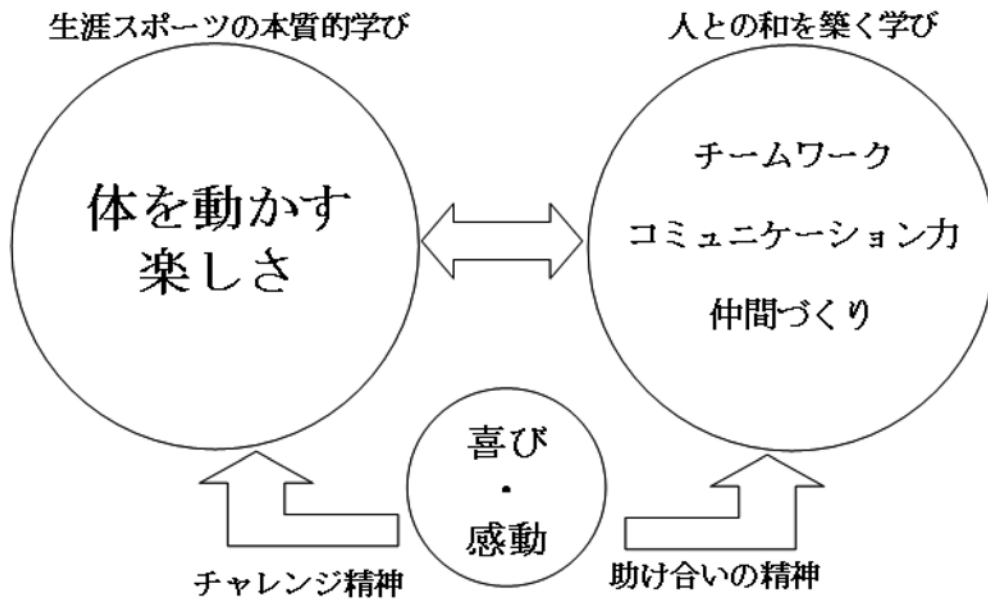 生涯スポーツの本質的学び
人との和を築く学び
体を動かす
楽しさ
チームワーク
コミュニケーション力
仲間づくり
喜び
・
感動
チャレンジ精神
助け合いの精神